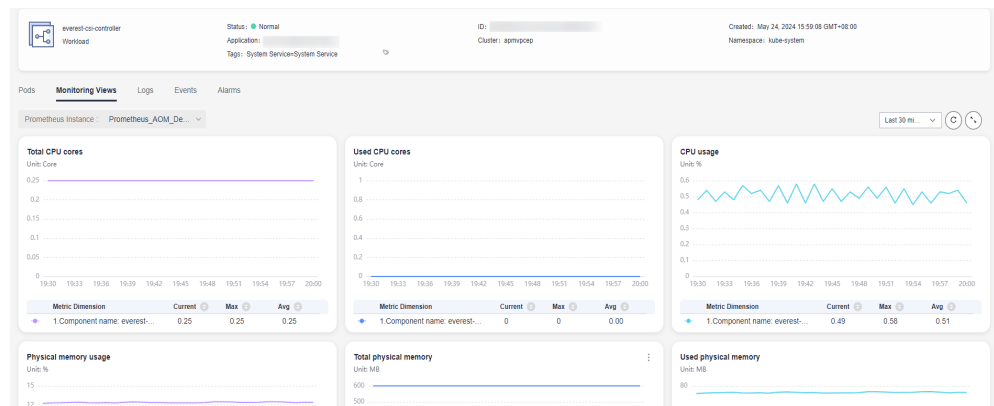 everest-csi-controller
Workload
Status: Normal
Application:
Tags: System Service=System Service
ID:
Cluster: apmvpcep
Created: May 24, 2024 15:59:08 GMT+08:00
Namespace: kube-system
Pods Monitoring Views Logs Events Alarms
Prometheus Instance : Prometheus_AOM_De...
Last 30 mi...
Total CPU cores
Unit: Core
0.25
0.2
0.15
0.1
0.05
0
19:30 19:33 19:36 19:39 19:42 19:45 19:48 19:51 19:54 19:57 20:00
Metric Dimension Current Max Avg
1.Component name: everest-... 0.25 0.25 0.25
Used CPU cores
Unit: Core
1
0.8
0.6
0.4
0.2
0
19:30 19:33 19:36 19:39 19:42 19:45 19:48 19:51 19:54 19:57 20:00
Metric Dimension Current Max Avg
1.Component name: everest-... 0 0 0.00
CPU usage
Unit: %
0.6
0.5
0.4
0.3
0.2
0.1
0
19:30 19:33 19:36 19:39 19:42 19:45 19:48 19:51 19:54 19:57 20:00
Metric Dimension Current Max Avg
1.Component name: everest-... 0.49 0.58 0.51
Physical memory usage
Unit: %
15
12
Total physical memory
Unit: MB
600
500
Used physical memory
Unit: MB
80